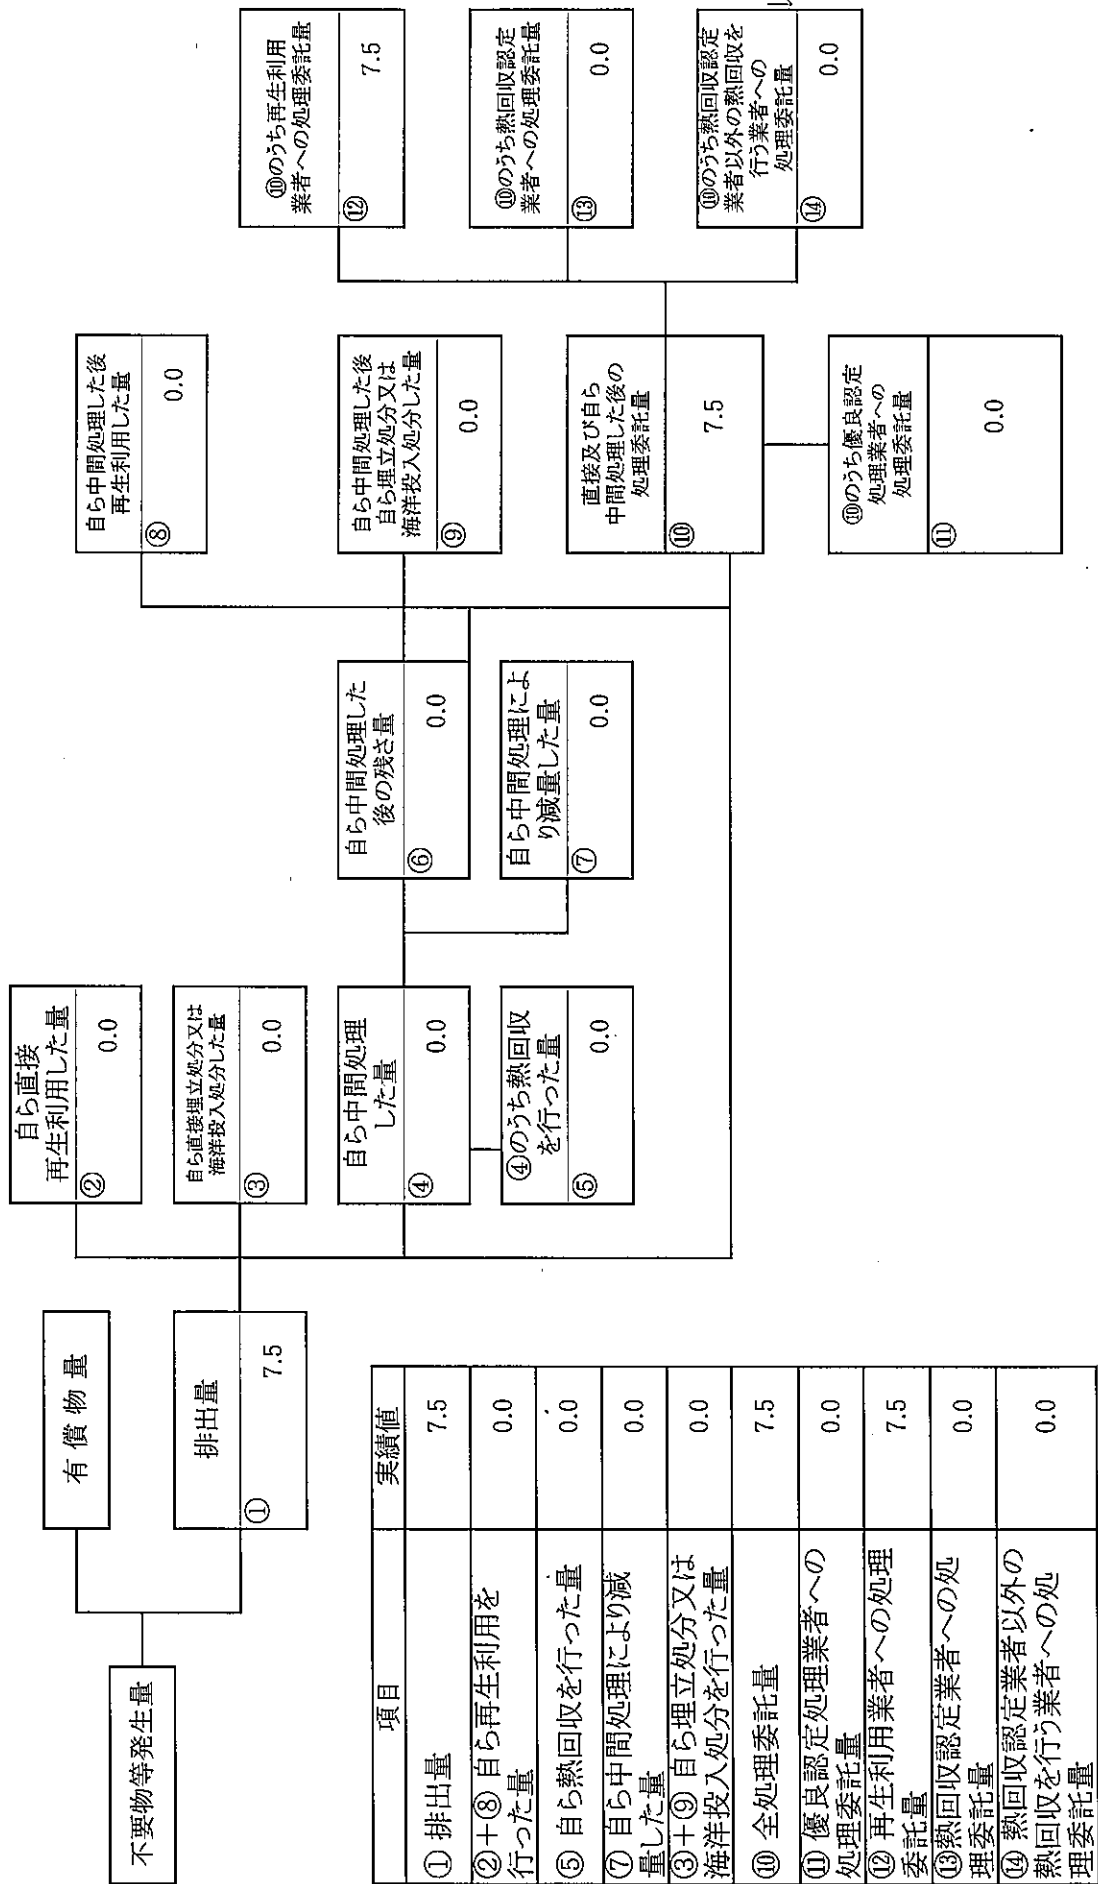 不要物等発生量
有 償 物 量
排出量
①
7.5
自ら直接
再生利用した量
②
0.0
自ら直接埋立処分又は
海洋投入処分した量
③
0.0
自ら中間処理
した量
④
0.0
④のうち熱回収
を行った量
⑤
0.0
自ら中間処理した
後の残さ量
⑥
0.0
自ら中間処理によ
り減量した量
⑦
0.0
自ら中間処理した後
再生利用した量
⑧
0.0
自ら中間処理した後
自ら埋立処分又は
海洋投入処分した量
⑨
0.0
直接及び自ら
中間処理した後の
処理委託量
⑩
7.5
⑩のうち優良認定
処理業者への
処理委託量
⑪
0.0
⑩のうち再生利用
業者への処理委託量
⑫
7.5
⑩のうち熱回収認定
業者への処理委託量
⑬
0.0
⑩のうち熱回収認定
業者以外の熱回収を
行う業者への
処理委託量
⑭
0.0
項目 実績値
① 排出量 7.5
②+⑧ 自ら再生利用を
行った量 0.0
⑤ 自ら熱回収を行った量 0.0
⑦ 自ら中間処理により減
量した量 0.0
③+⑨ 自ら埋立処分又は
海洋投入処分を行った量 0.0
⑩ 全処理委託量 7.5
⑪ 優良認定処理業者への
処理委託量 0.0
⑫ 再生利用業者への処理
委託量 7.5
⑬熱回収認定業者への処
理委託量 0.0
⑭ 熱回収認定業者以外の
熱回収を行う業者への処
理委託量 0.0